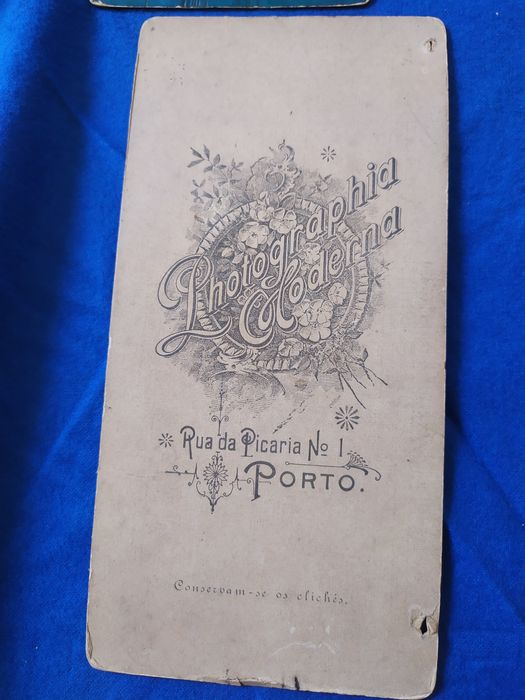 Photographia
Moderna
Rua da Picaria No 1
PORTO.
Conservam-se os clichés.